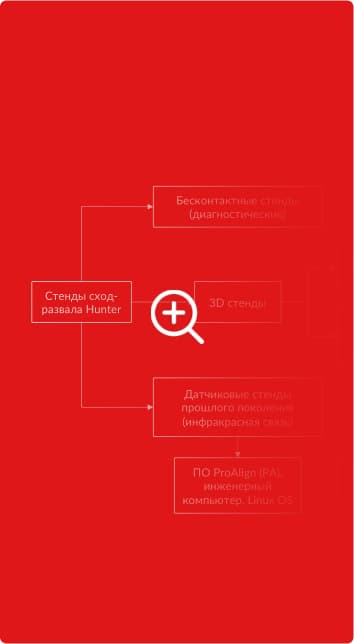 Бесконтактные стенды
(диагностические)
Стенды сход-
развала Hunter
3D стенды
Датчиковые стенды
прошлого поколения
(инфракрасная связь)
ПО ProAlign (PA),
инженерный
компьютер. Linux OS